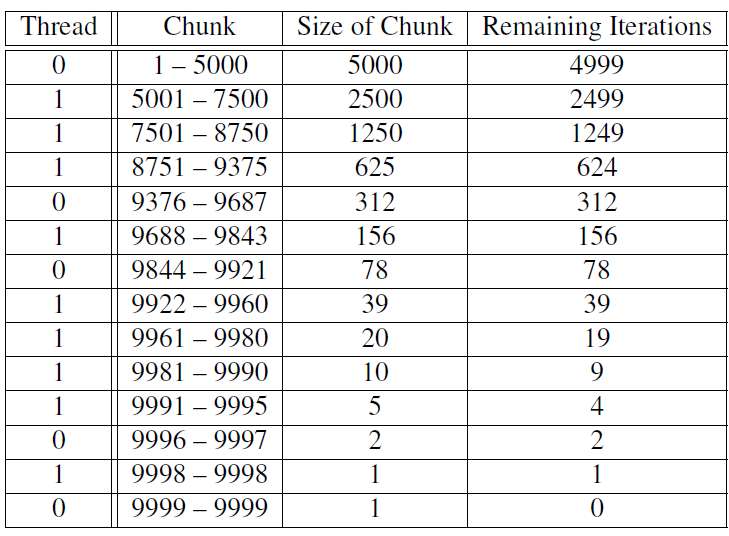 Thread Chunk Size of Chunk Remaining Iterations
0 1 – 5000 5000 4999
1 5001 – 7500 2500 2499
1 7501 – 8750 1250 1249
1 8751 – 9375 625 624
0 9376 – 9687 312 312
1 9688 – 9843 156 156
0 9844 – 9921 78 78
1 9922 – 9960 39 39
1 9961 – 9980 20 19
1 9981 – 9990 10 9
1 9991 – 9995 5 4
0 9996 – 9997 2 2
1 9998 – 9998 1 1
0 9999 – 9999 1 0